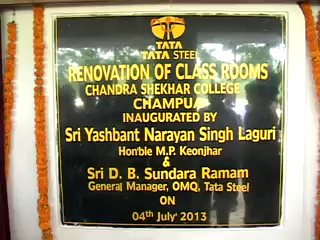 TATA
TATA STEEL
RENOVATION OF CLASS ROOMS
CHANDRA SHEKHAR COLLEGE
CHAMPUA
INAUGURATED BY
Sri Yashbant Narayan Singh Laguri
Hon'ble M.P. Keonjhar
&
Sri D. B. Sundara Ramam
General Manager, OMQ, Tata Steel
ON
04th July' 2013